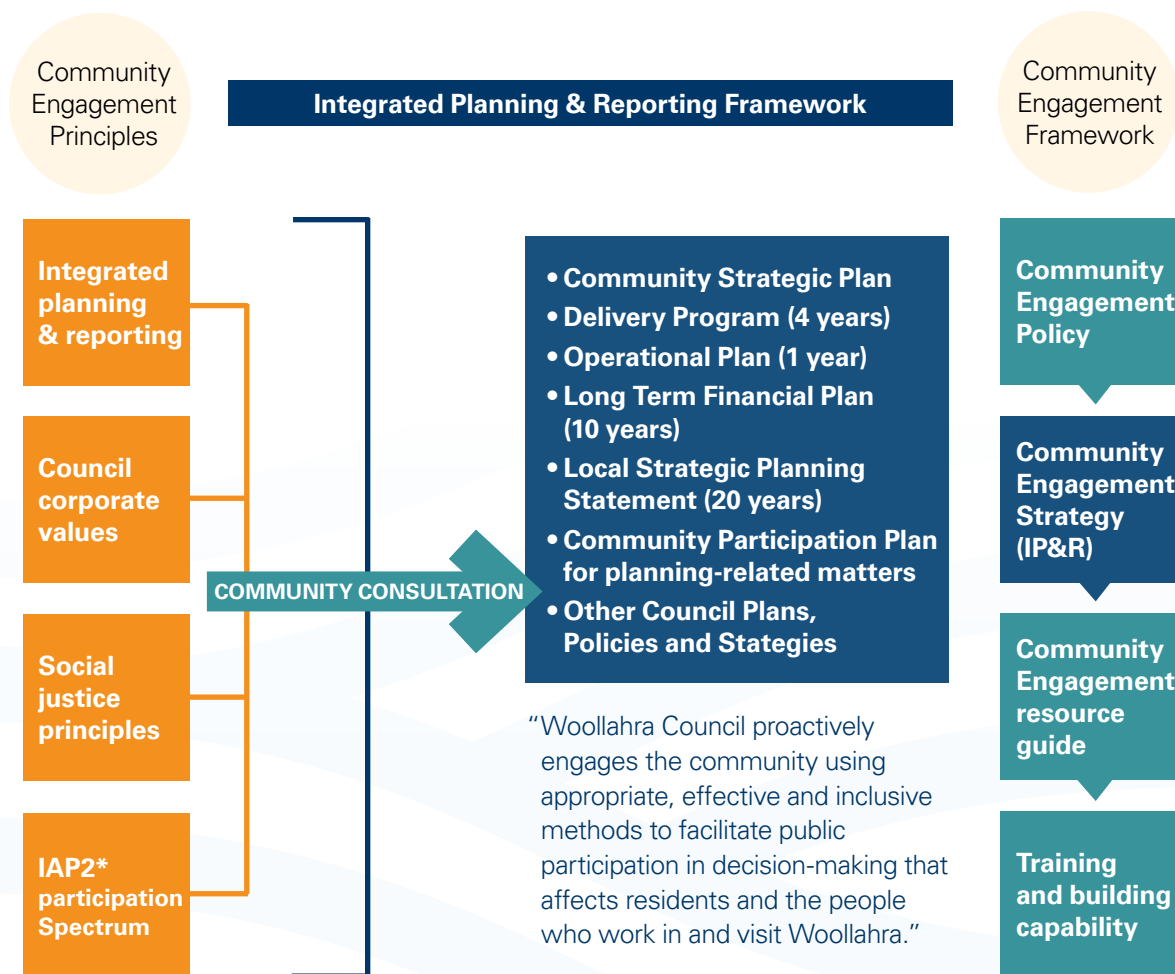 Community
Engagement
Principles
Integrated Planning & Reporting Framework
Community
Engagement
Framework
Integrated
planning
& reporting
Council
corporate
values
Social
justice
principles
IAP2*
participation
Spectrum
COMMUNITY CONSULTATION
• Community Strategic Plan
• Delivery Program (4 years)
• Operational Plan (1 year)
• Long Term Financial Plan
(10 years)
• Local Strategic Planning
Statement (20 years)
• Community Participation Plan
for planning-related matters
• Other Council Plans,
Policies and Stategies
“Woollahra Council proactively
engages the community using
appropriate, effective and inclusive
methods to facilitate public
participation in decision-making that
affects residents and the people
who work in and visit Woollahra.”
Community
Engagement
Policy
Community
Engagement
Strategy
(IP&R)
Community
Engagement
resource
guide
Training
and building
capability